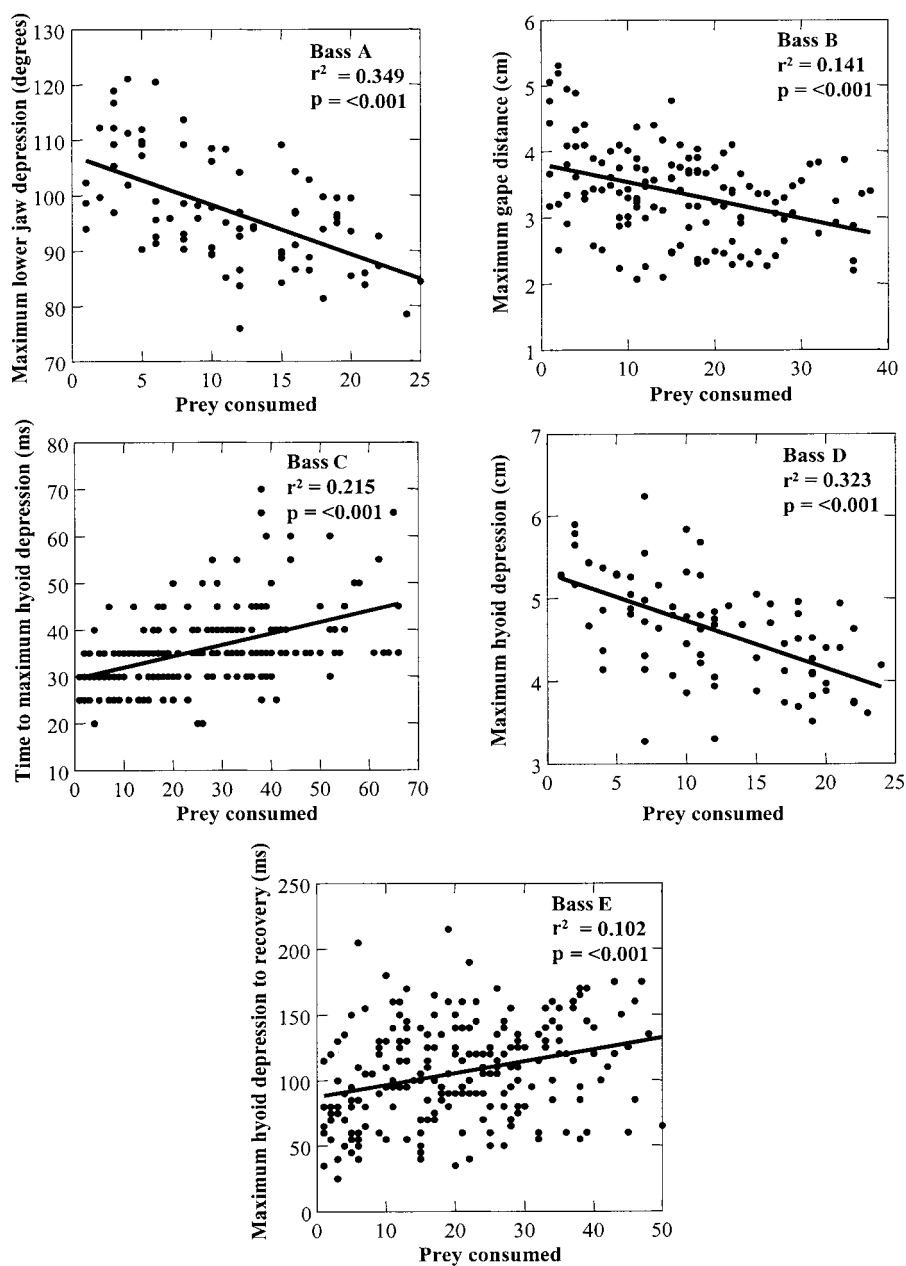 Maximum lower jaw depression (degrees)
130
120
110
100
90
80
70
Bass A
r² = 0.349
p = <0.001
0 5 10 15 20 25
Prey consumed
Maximum gape distance (cm)
6
5
4
3
2
1
Bass B
r² = 0.141
p = <0.001
0 10 20 30 40
Prey consumed
Time to maximum hyoid depression (ms)
80
70
60
50
40
30
20
10
Bass C
r² = 0.215
p = <0.001
0 10 20 30 40 50 60 70
Prey consumed
Maximum hyoid depression (cm)
7
6
5
4
3
Bass D
r² = 0.323
p = <0.001
0 5 10 15 20 25
Prey consumed
Maximum hyoid depression to recovery (ms)
250
200
150
100
50
0
Bass E
r² = 0.102
p = <0.001
0 10 20 30 40 50
Prey consumed